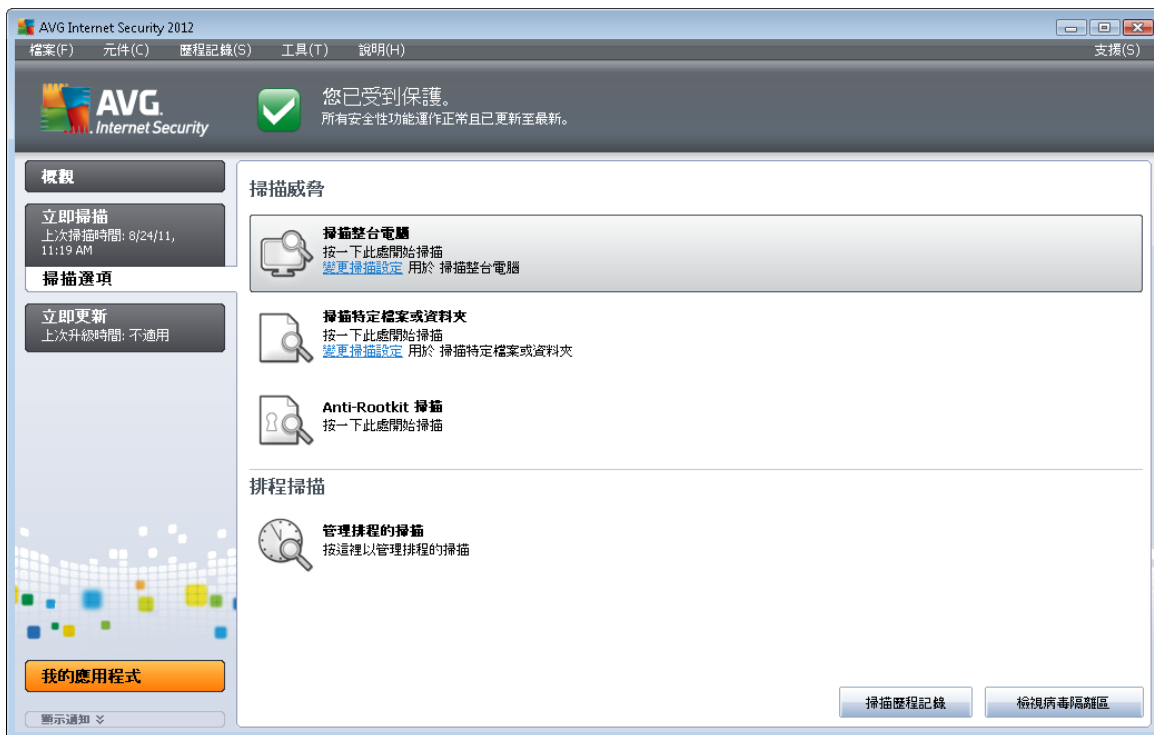 AVG Internet Security 2012
檔案(F) 元件(C) 歷程記錄(S) 工具(T) 說明(H) 支援(S)
AVG.
Internet Security
您已受到保護。
所有安全性功能運作正常且已更新至最新。
概觀
立即掃描
上次掃描時間: 8/24/11,
11:19 AM
掃描選項
立即更新
上次升級時間: 不適用
我的應用程式
顯示通知
掃描威脅
掃描整台電腦
按一下此處開始掃描
變更掃描設定 用於 掃描整台電腦
掃描特定檔案或資料夾
按一下此處開始掃描
變更掃描設定 用於 掃描特定檔案或資料夾
Anti-Rootkit 掃描
按一下此處開始掃描
排程掃描
管理排程的掃描
按這裡以管理排程的掃描
掃描歷程記錄
檢視病毒隔離區